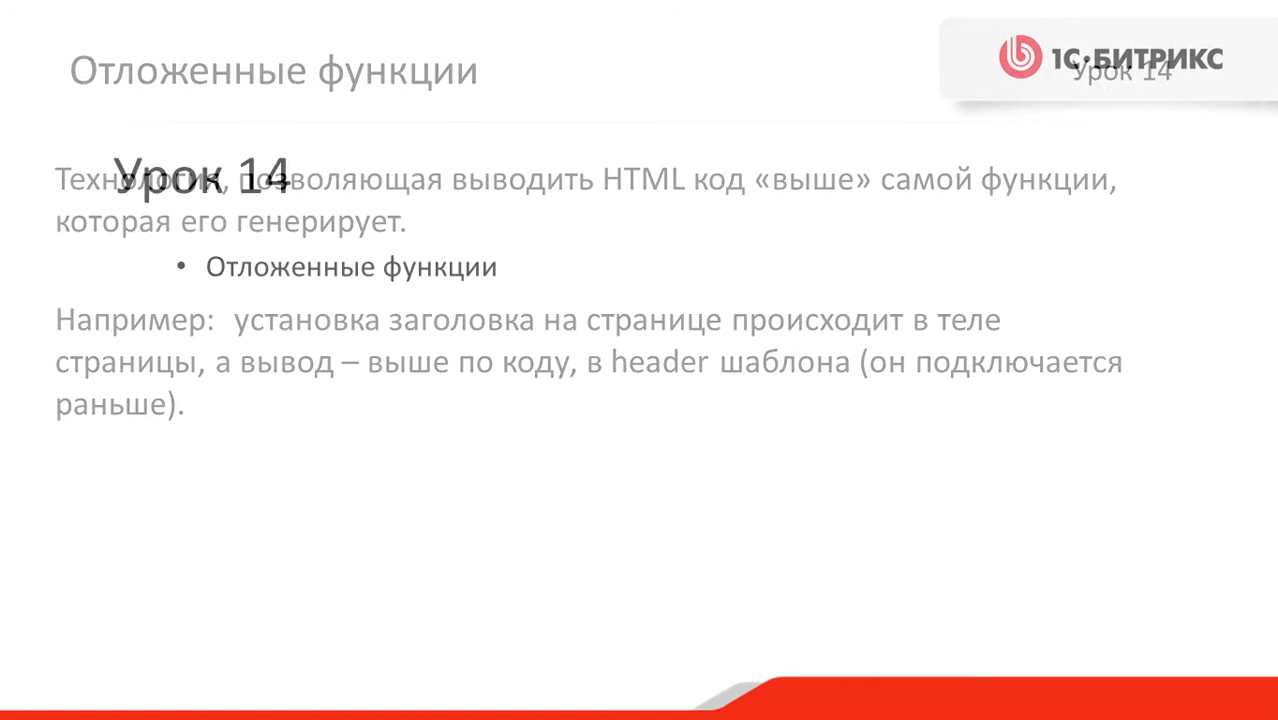 Отложенные функции
1С·БИТРИКС
Урок 14
Урок 14
Технология, позволяющая выводить HTML код «выше» самой функции,
которая его генерирует.
• Отложенные функции
Например: установка заголовка на странице происходит в теле
страницы, а вывод – выше по коду, в header шаблона (он подключается
раньше).